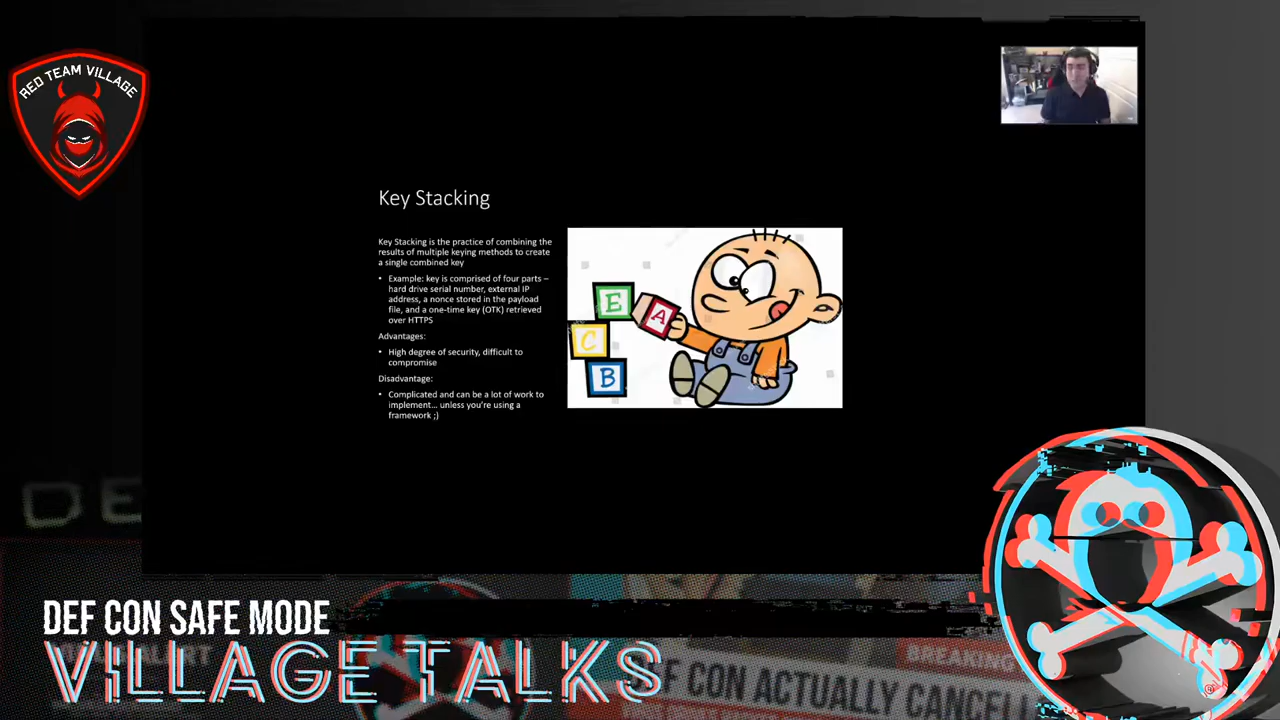 RED TEAM VILLAGE
Key Stacking
Key Stacking is the practice of combining the
results of multiple keying methods to create
a single combined key
• Example: key is comprised of four parts –
hard drive serial number, external IP
address, a nonce stored in the payload
file, and a one-time key (OTK) retrieved
over HTTPS
Advantages:
• High degree of security, difficult to
compromise
Disadvantage:
• Complicated and can be a lot of work to
implement… unless you're using a
framework ;)
E
A
C
B
DE
DEF CON SAFE MODE
VILLAGE TALKS
BREAKING
DEF CON ACTUALLY CANCELL